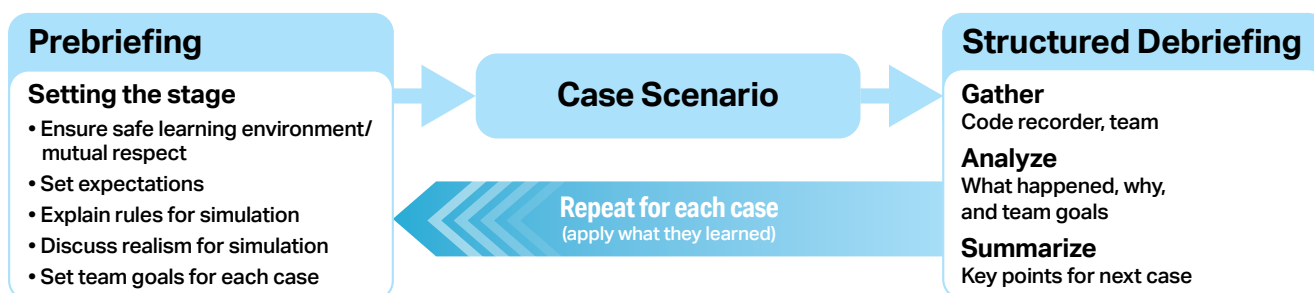 Prebriefing
Setting the stage
• Ensure safe learning environment/
mutual respect
• Set expectations
• Explain rules for simulation
• Discuss realism for simulation
• Set team goals for each case
Case Scenario
Repeat for each case
(apply what they learned)
Structured Debriefing
Gather
Code recorder, team
Analyze
What happened, why,
and team goals
Summarize
Key points for next case